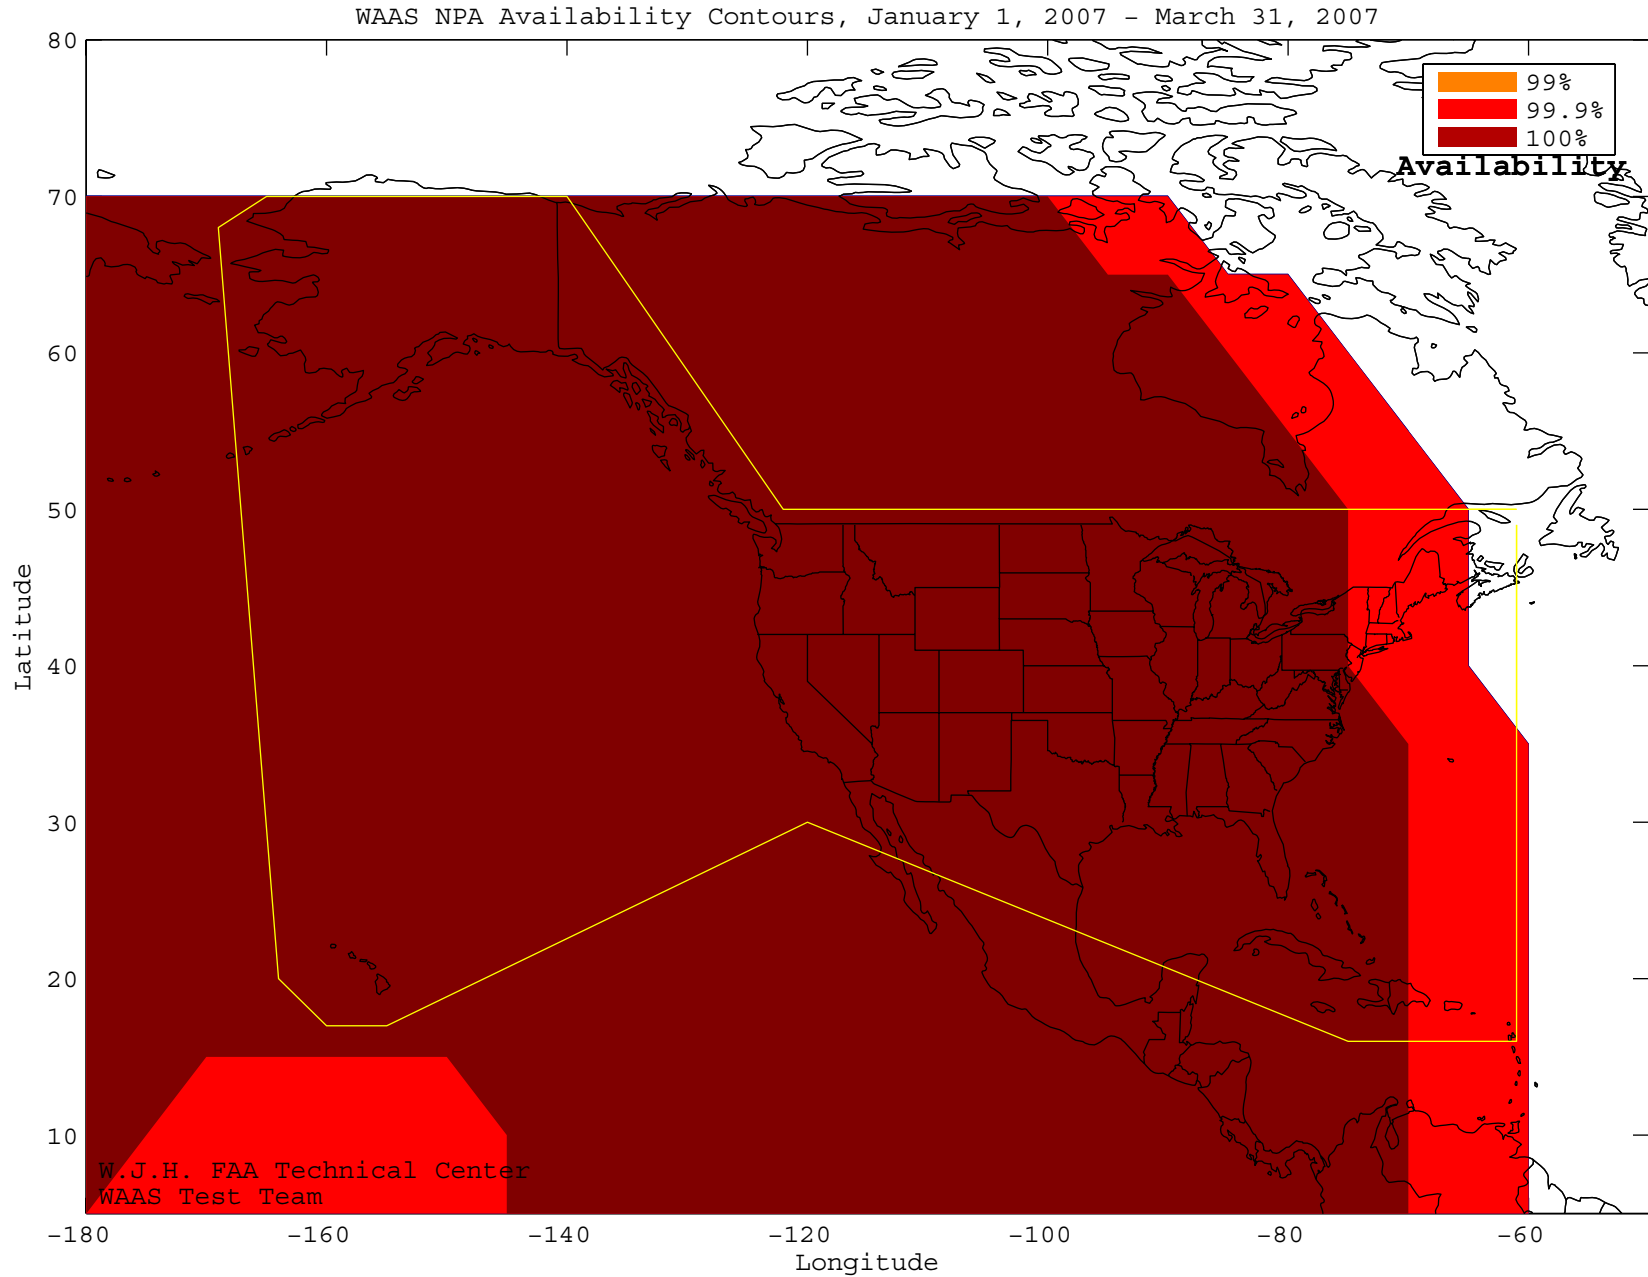 WAAS NPA Availability Contours, January 1, 2007 - March 31, 2007
80
70
60
50
40
30
20
10
Latitude
99%
99.9%
100%
Availability
W.J.H. FAA Technical Center
WAAS Test Team
-180 -160 -140 -120 -100 -80 -60
Longitude